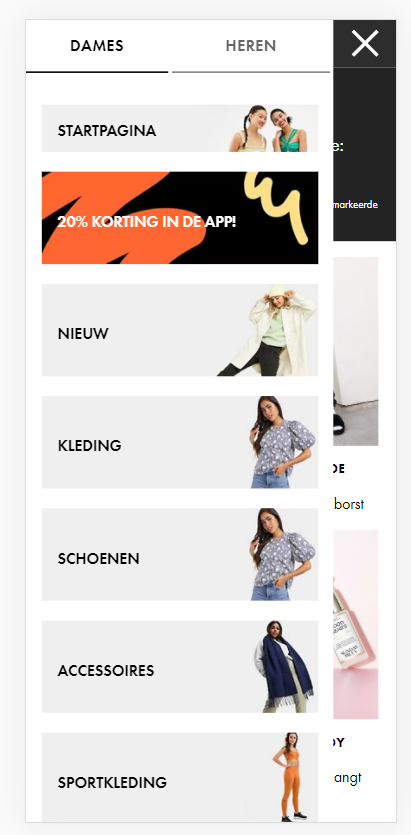 DAMES
HEREN
STARTPAGINA
e:
20% KORTING IN DE APP!
markeerde
NIEUW
KLEDING
DE
borst
SCHOENEN
ACCESSOIRES
DY
angt
SPORTKLEDING